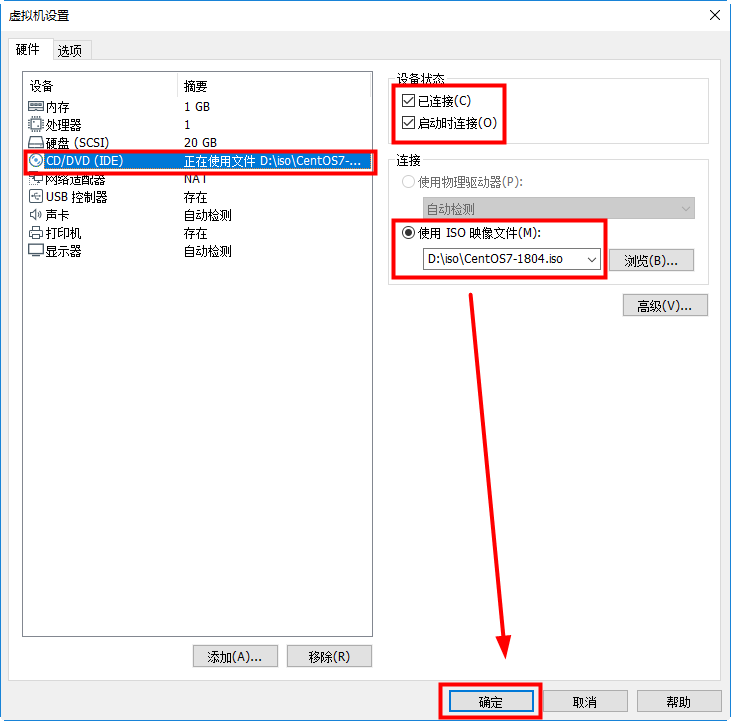 虚拟机设置
硬件 选项
设备 摘要
内存 1 GB
处理器 1
硬盘 (SCSI) 20 GB
CD/DVD (IDE) 正在使用文件 D:\iso\CentOS7-...
网络适配器 NAT
USB 控制器 存在
声卡 自动检测
打印机 存在
显示器 自动检测
添加(A)... 移除(R)
设备状态
已连接(C)
启动时连接(O)
连接
使用物理驱动器(P):
自动检测
使用 ISO 映像文件(M):
D:\iso\CentOS7-1804.iso 浏览(B)...
高级(V)...
确定 取消 帮助